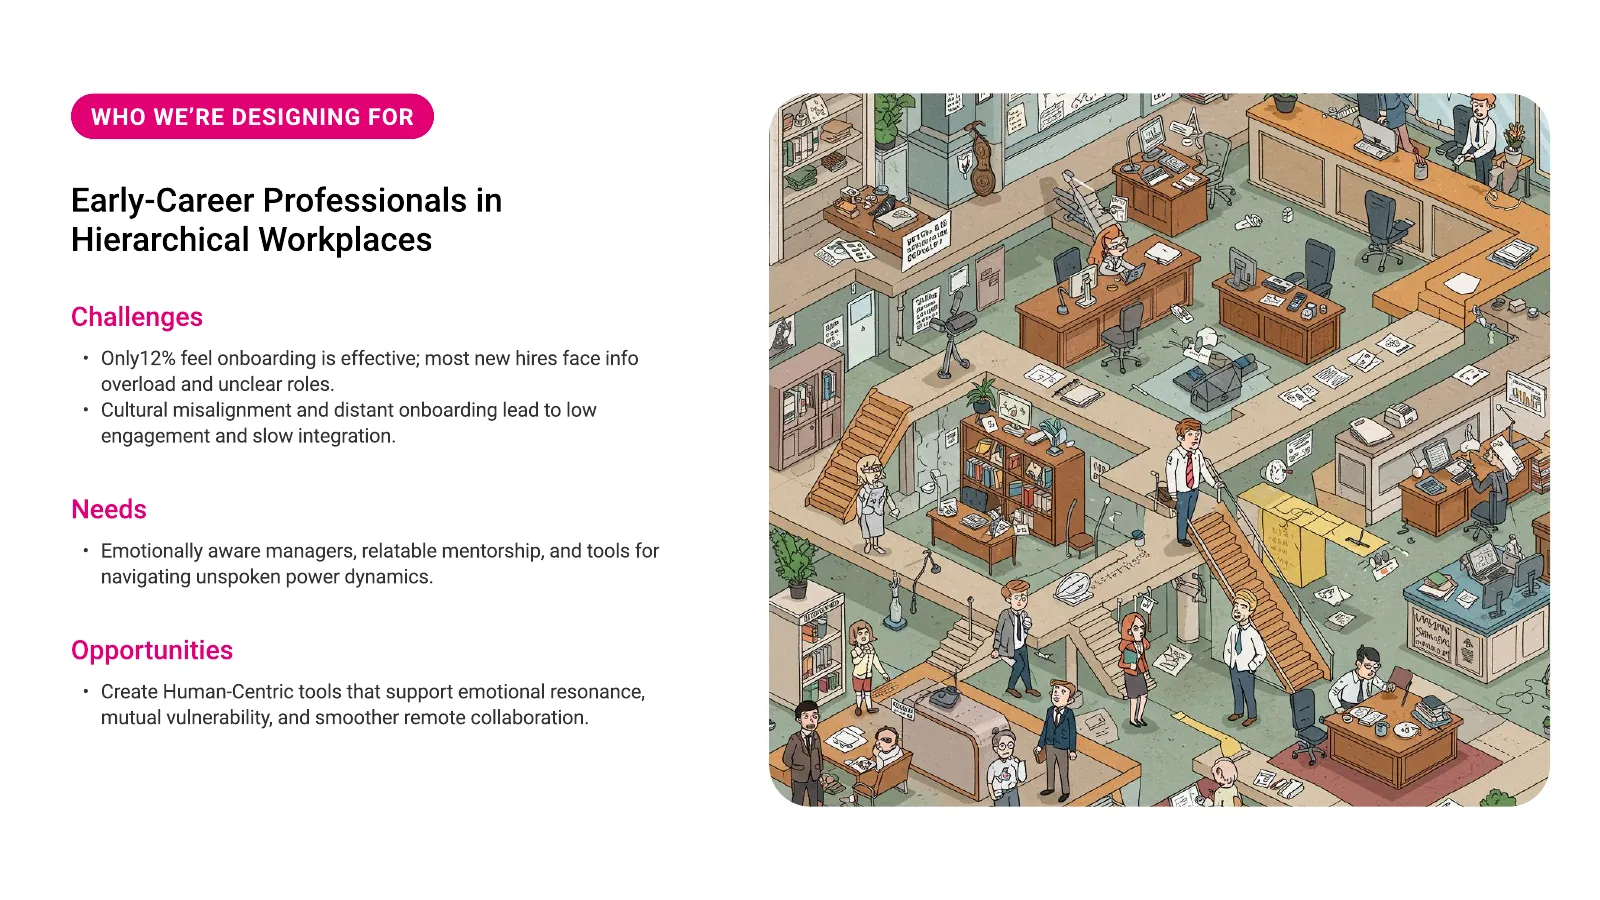 WHO WE’RE DESIGNING FOR
Early-Career Professionals in
Hierarchical Workplaces
Challenges
• Only12% feel onboarding is effective; most new hires face info
overload and unclear roles.
• Cultural misalignment and distant onboarding lead to low
engagement and slow integration.
Needs
• Emotionally aware managers, relatable mentorship, and tools for
navigating unspoken power dynamics.
Opportunities
• Create Human-Centric tools that support emotional resonance,
mutual vulnerability, and smoother remote collaboration.